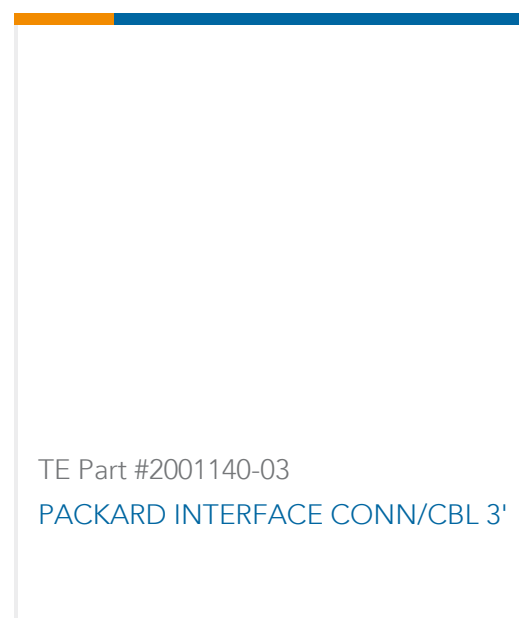 TE Part #2001140-03
PACKARD INTERFACE CONN/CBL 3'